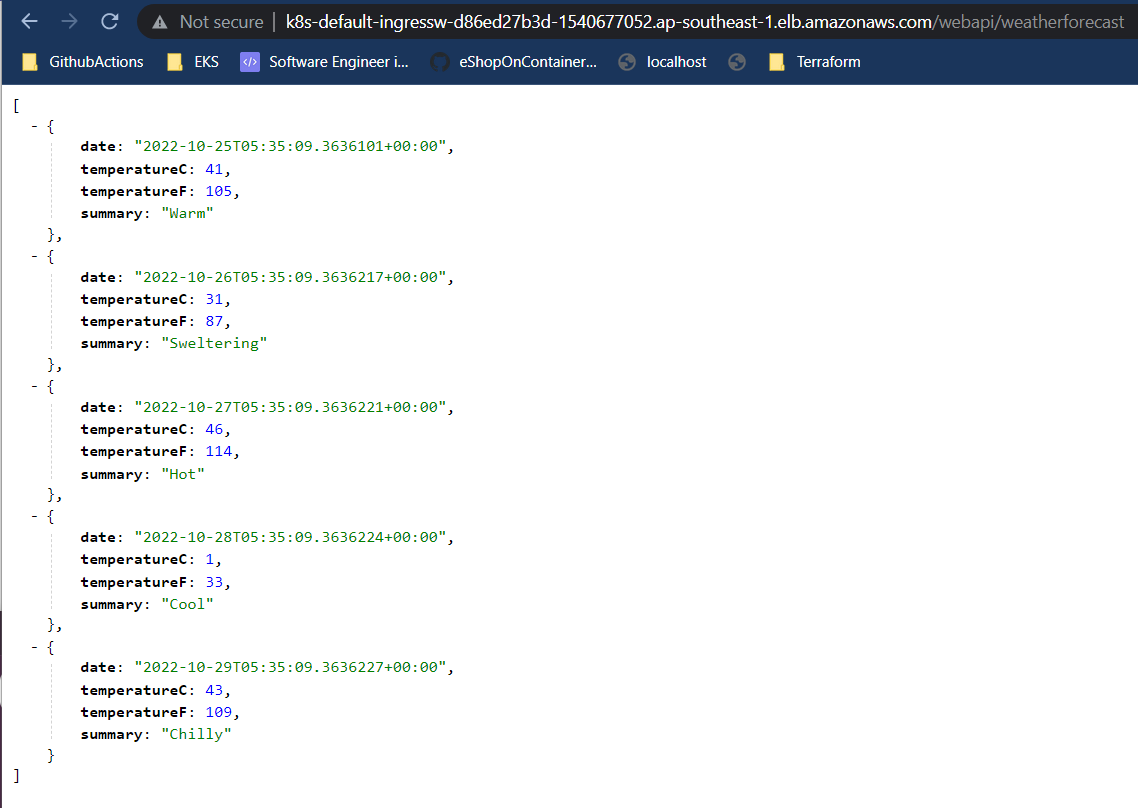 Not secure | k8s-default-ingressw-d86ed27b3d-1540677052.ap-southeast-1.elb.amazonaws.com/webapi/weatherforecast
GithubActions EKS </> Software Engineer i... eShopOnContainer... localhost Terraform
[
- {
date: "2022-10-25T05:35:09.3636101+00:00",
temperatureC: 41,
temperatureF: 105,
summary: "Warm"
},
- {
date: "2022-10-26T05:35:09.3636217+00:00",
temperatureC: 31,
temperatureF: 87,
summary: "Sweltering"
},
- {
date: "2022-10-27T05:35:09.3636221+00:00",
temperatureC: 46,
temperatureF: 114,
summary: "Hot"
},
- {
date: "2022-10-28T05:35:09.3636224+00:00",
temperatureC: 1,
temperatureF: 33,
summary: "Cool"
},
- {
date: "2022-10-29T05:35:09.3636227+00:00",
temperatureC: 43,
temperatureF: 109,
summary: "Chilly"
}
]